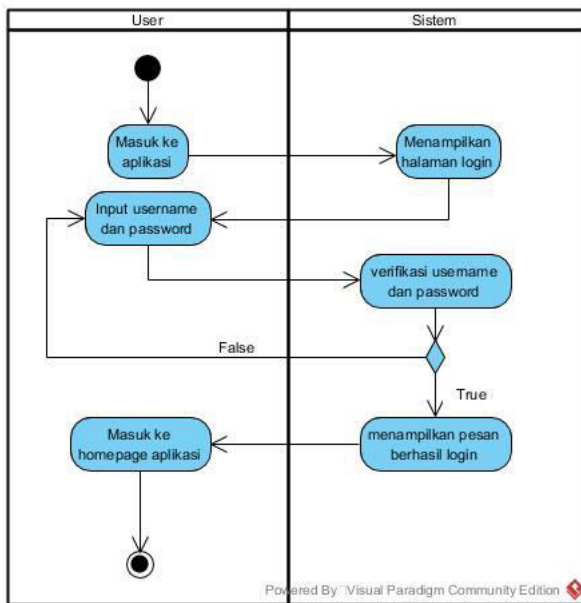 User
Sistem
Masuk ke
aplikasi
Menampilkan
halaman login
Input username
dan password
verifikasi username
dan password
False
True
menampilkan pesan
berhasil login
Masuk ke
homepage aplikasi
Powered By Visual Paradigm Community Edition